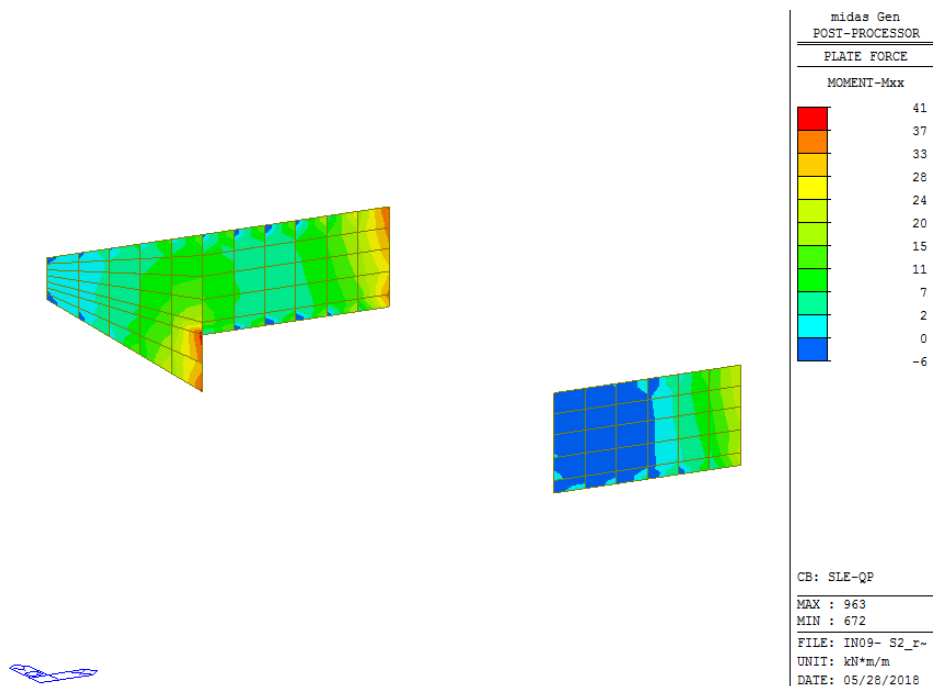 midas Gen
POST-PROCESSOR
PLATE FORCE
MOMENT-Mxx
41
37
33
28
24
20
15
11
7
2
0
-6
CB: SLE-QP
MAX : 963
MIN : 672
FILE: IN09- S2_r~
UNIT: kN*m/m
DATE: 05/28/2018